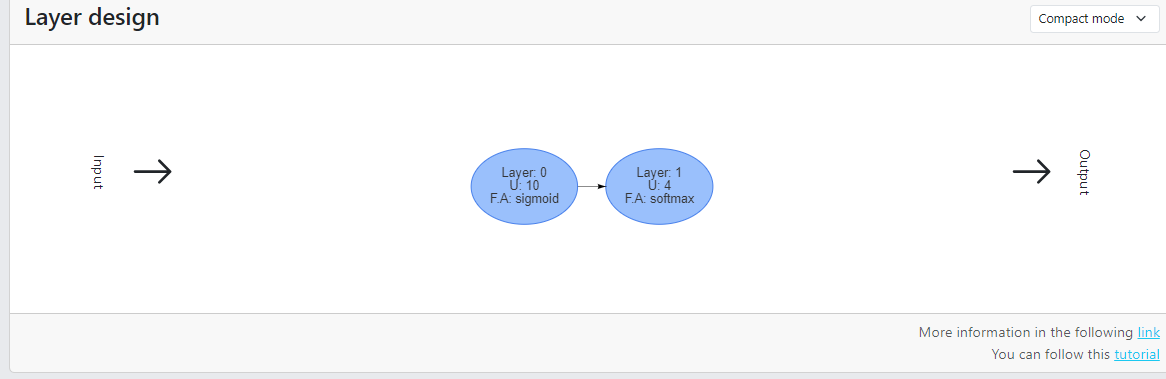 Layer design
Compact mode
Input
Layer: 0
U: 10
F.A: sigmoid
Layer: 1
U: 4
F.A: softmax
Output
More information in the following link
You can follow this tutorial